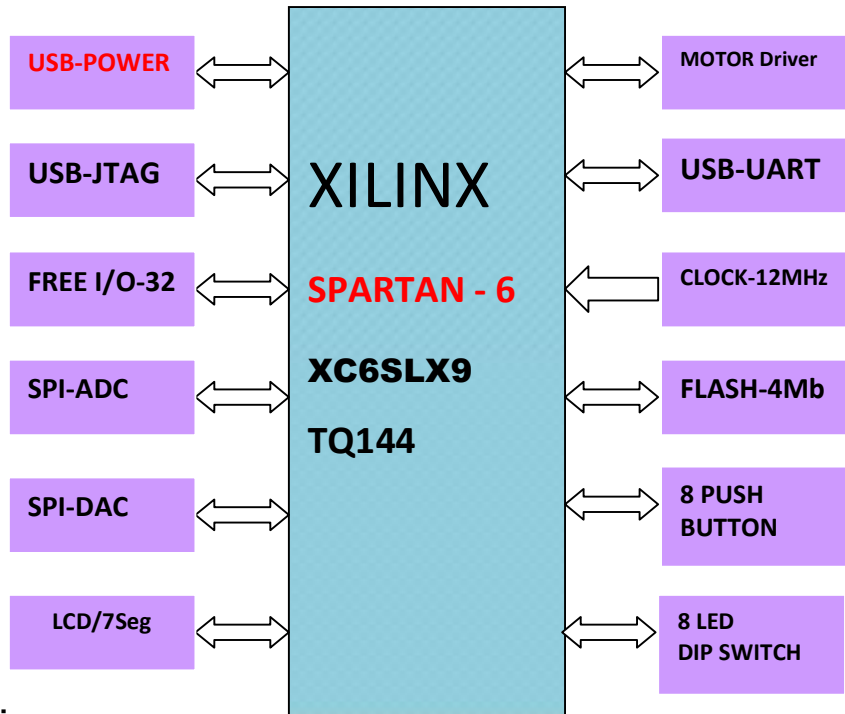 USB-POWER
USB-JTAG
FREE I/O-32
SPI-ADC
SPI-DAC
LCD/7Seg
XILINX
SPARTAN - 6
XC6SLX9
TQ144
MOTOR Driver
USB-UART
CLOCK-12MHz
FLASH-4Mb
8 PUSH
BUTTON
8 LED
DIP SWITCH
.